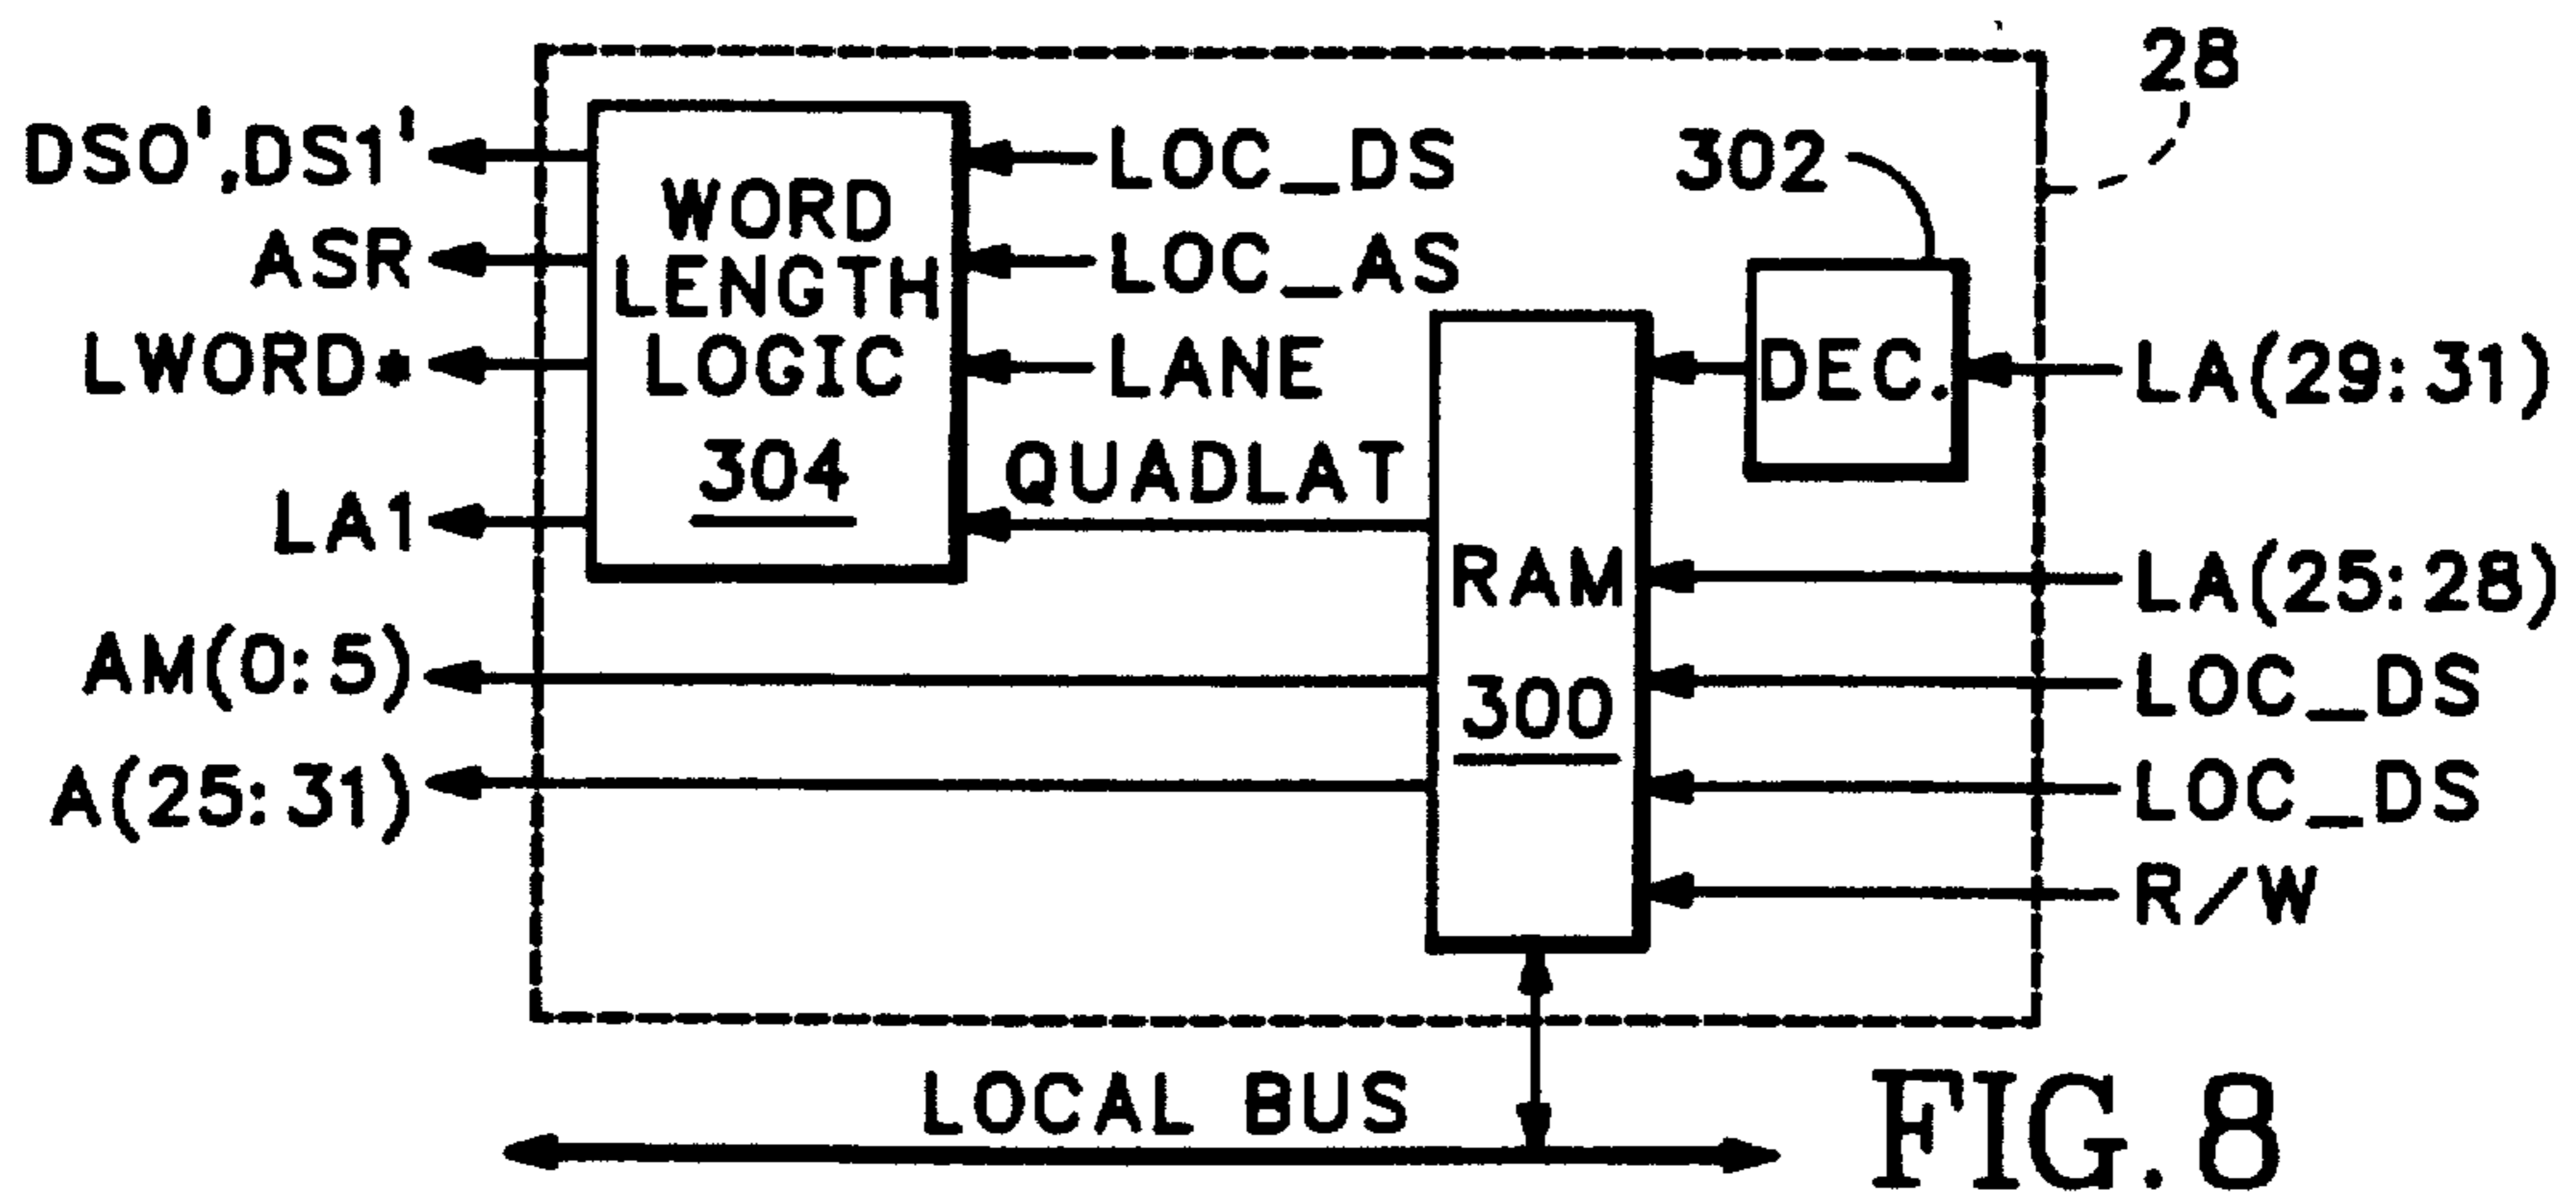 28
DS0',DS1'
LOC_DS
302
WORD
LENGTH
LOGIC
304
ASR
LOC_AS
LWORD*
LANE
DEC.
LA(29:31)
QUADLAT
LA1
RAM
300
LA(25:28)
AM(0:5)
LOC_DS
A(25:31)
LOC_DS
R/W
LOCAL BUS
FIG. 8